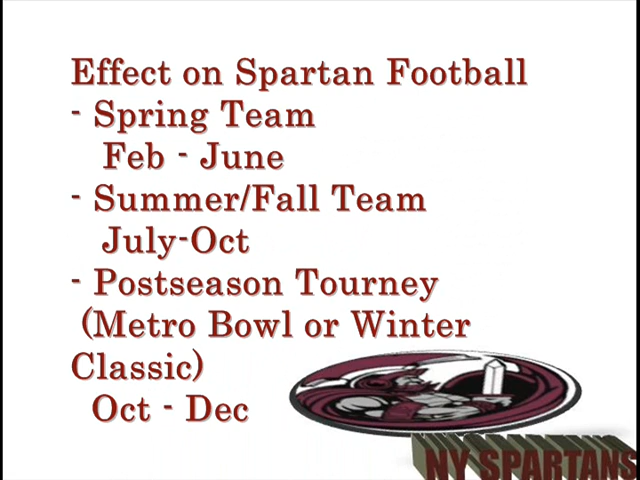 Effect on Spartan Football
- Spring Team
Feb - June
- Summer/Fall Team
July-Oct
- Postseason Tourney
(Metro Bowl or Winter
Classic)
Oct - Dec
NY SPARTANS